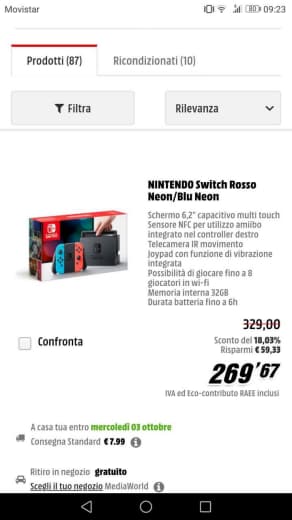 Movistar
09:23
Prodotti (87)
Ricondizionati (10)
Filtra
Rilevanza
NINTENDO Switch Rosso
Neon/Blu Neon
Schermo 6,2" capacitivo multi touch
Sensore NFC per utilizzo amiibo
integrato nel controller destro
Telecamera IR movimento
Joypad con funzione di vibrazione
integrata
Possibilità di giocare fino a 8
giocatori in wi-fi
Memoria interna 32GB
Durata batteria fino a 6h
329,00
Confronta
Sconto del 18,03%
Risparmi € 59,33
269'67
IVA ed Eco-contributo RAEE inclusi
A casa tua entro mercoledì 03 ottobre
Consegna Standard € 7.99
Ritiro in negozio gratuito
Scegli il tuo negozio MediaWorld